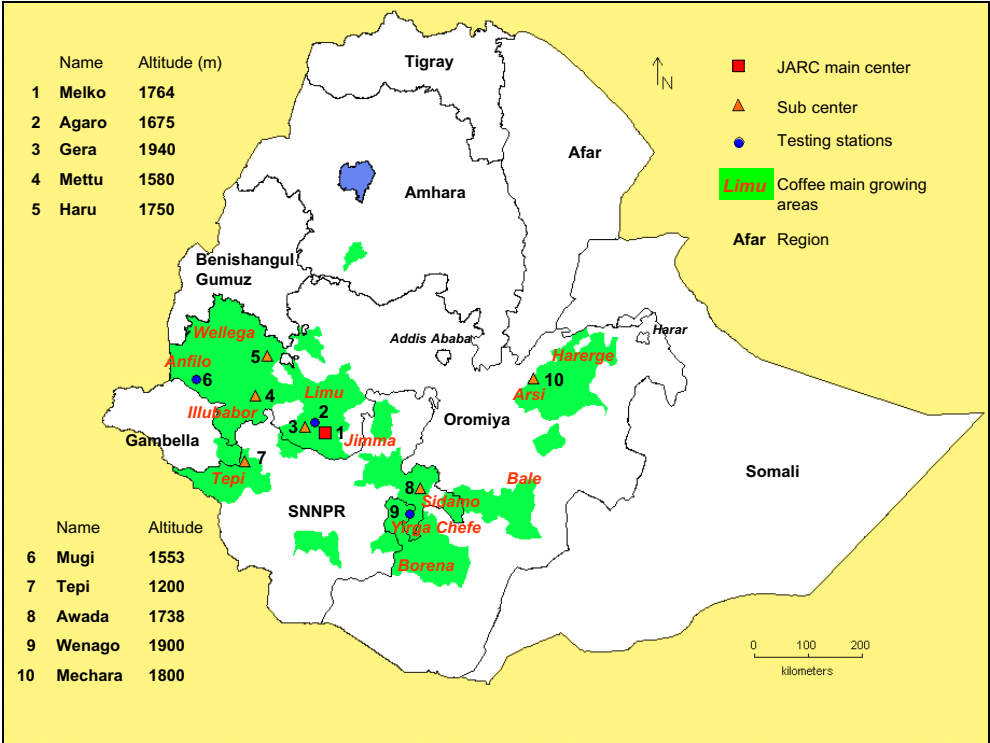 Name Altitude (m)
1 Melko 1764
2 Agaro 1675
3 Gera 1940
4 Mettu 1580
5 Haru 1750
N
JARC main center
Sub center
Testing stations
Limu Coffee main growing
areas
Afar Region
Tigray
Afar
Amhara
Benishangul
Gumuz
Addis Ababa
Harar
Wellega
5
Anfilo
6
4
Illubabor
Limu
2
3
1
Jimma
Harerge
10
Arsi
Oromiya
Gambella
7
Tepi
Somali
SNNPR
8
Sidamo
Bale
9
Yirga Chefe
Borena
Name Altitude
6 Mugi 1553
7 Tepi 1200
8 Awada 1738
9 Wenago 1900
10 Mechara 1800
0 100 200
kilometers